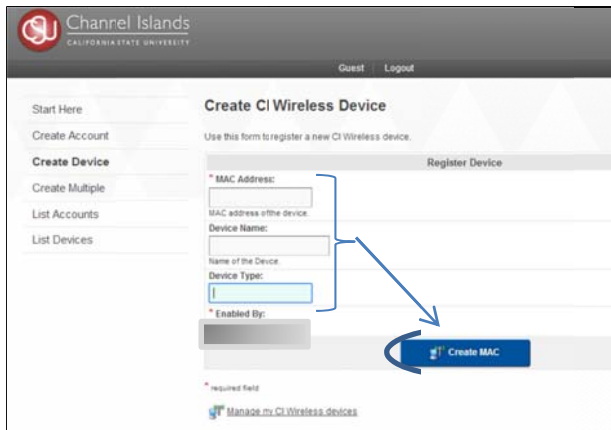 CSU
Channel Islands
CALIFORNIA STATE UNIVERSITY
Guest | Logout
Start Here
Create Account
Create Device
Create Multiple
List Accounts
List Devices
Create CI Wireless Device
Use this form to register a new CI Wireless device.
Register Device
* MAC Address:
MAC address of the device.
Device Name:
Name of the Device.
Device Type:
* Enabled By:
Create MAC
* required field
Manage my CI Wireless devices